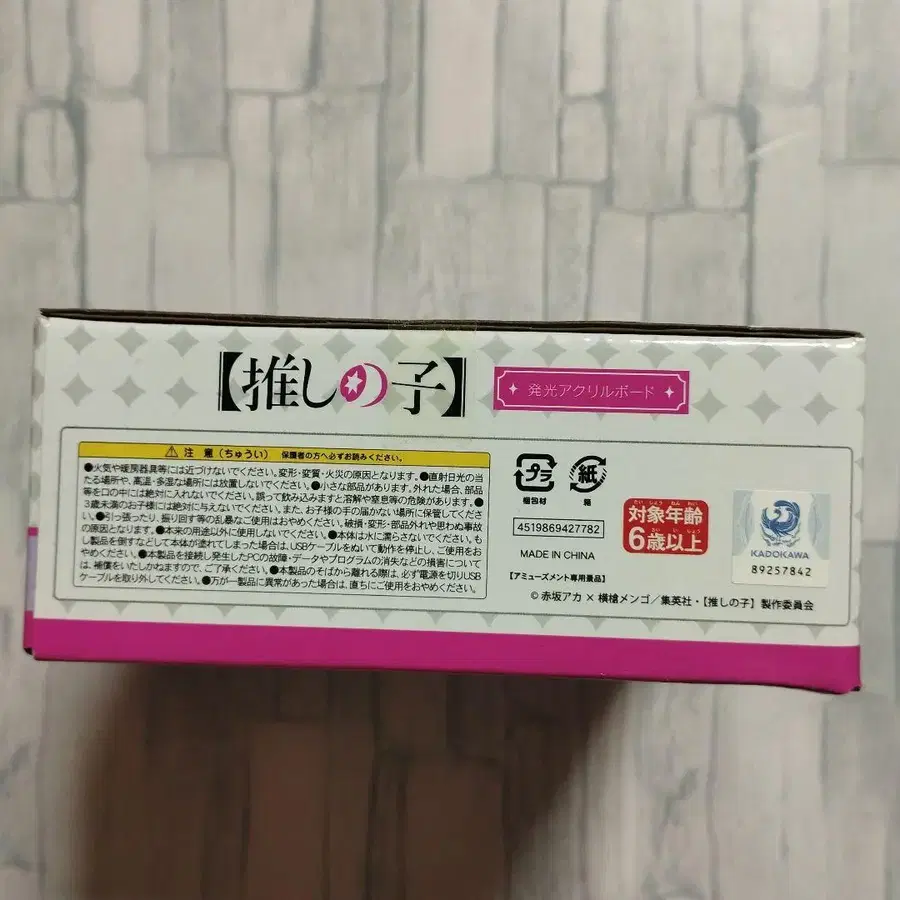 【推しの子】
✦ 発光アクリルボード ✦
⚠ 注意（ちゅうい） 保護者の方へ必ずお読みください。
●火気や暖房器具等には近づけないでください。変形・変質・火災の原因となります。●直射日光の当
たる場所や、高温・多湿な場所には放置しないでください。●小さな部品があります。外れた場合、部品
等を口の中には絶対に入れないでください。誤って飲み込みますと溶解や窒息等の危険があります。●
3歳未満のお子様には絶対に与えないでください。また、お子様の手の届かない場所に保管してくださ
い。●引っ張ったり、振り回す等の乱暴なご使用はおやめください。破損・変形・部品外れや思わぬ事故
の原因となります。●本来の用途以外に使用しないでください。●本体は水に濡らさないでください。も
し製品を倒すなどして本体が塗れてしまった場合は、USBケーブルをぬいて動作を停止し、ご使用をお
やめください。●本製品を接続し発生したPCの故障・データやプログラムの消失などの損害について
は、補償をいたしかねますので、ご了承ください。●本製品のそばから離れる際は、必ず電源を切りUSB
ケーブルを取り外してください。●万が一製品に異常があった場合は、直ちにご使用をおやめください。
プラ
梱包材
紙
箱
4519869427782
MADE IN CHINA
【アミューズメント専用景品】
たいしょうねんれい
対象年齢
6歳以上
KADOKAWA
89257842
© 赤坂アカ × 横槍メンゴ／集英社・【推しの子】製作委員会